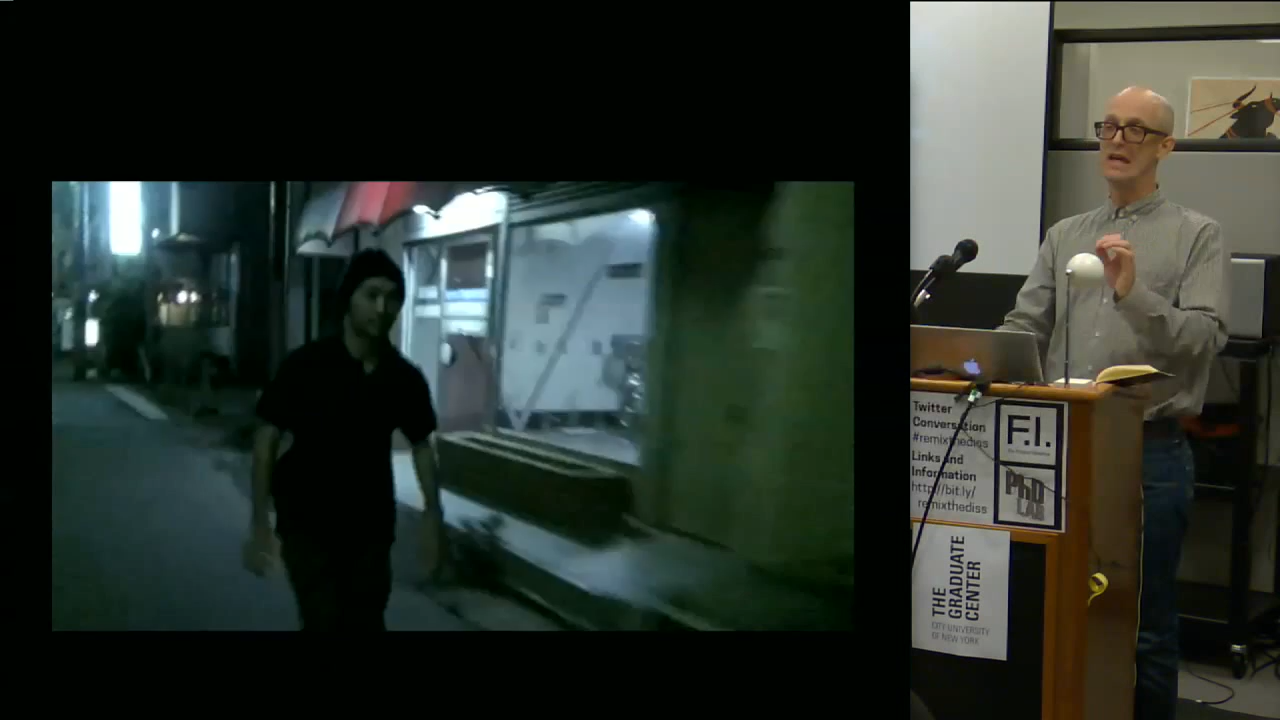 Twitter
Conversation
#remixthediss
Links and
Information
http://bit.ly/
remixthediss
F.I.
PhD
LAB
THE
GRADUATE
CENTER
CITY UNIVERSITY
OF NEW YORK